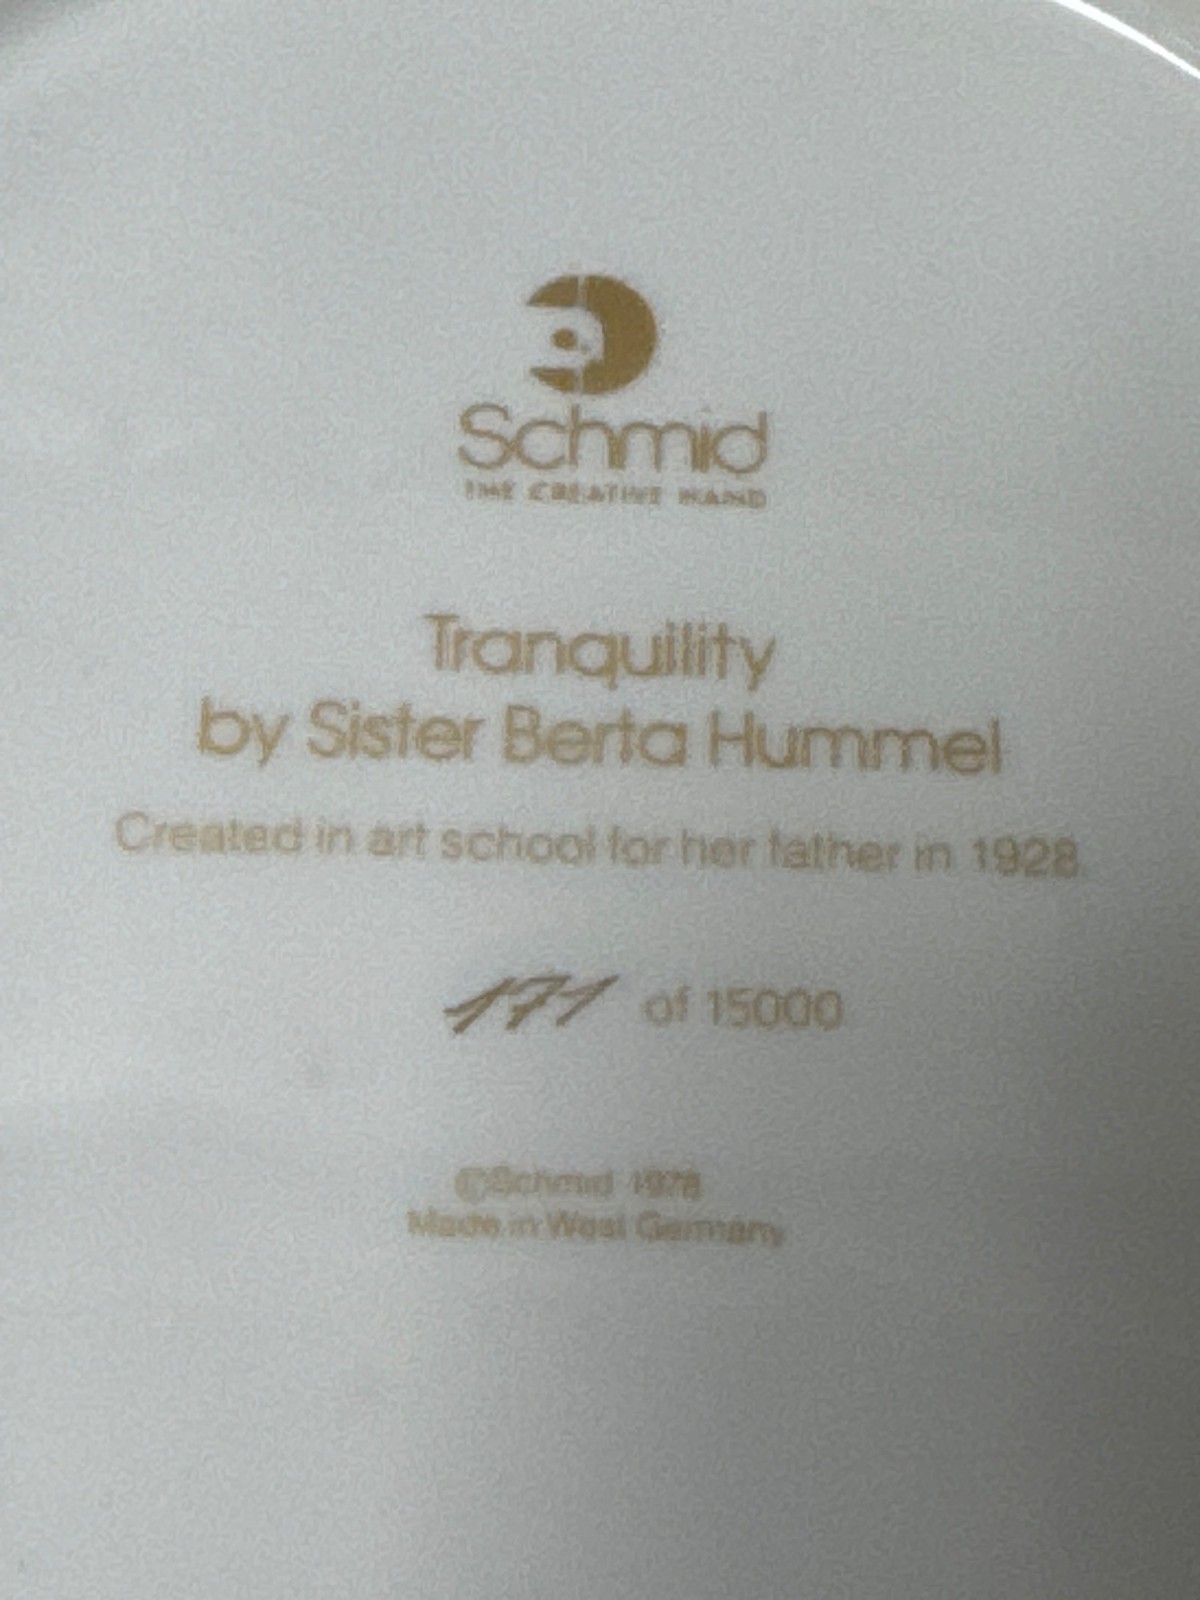 Schmid
THE CREATIVE HAND
Tranquility
by Sister Berta Hummel
Created in art school for her father in 1928.
171 of 15000
©Schmid 1978
Made in West Germany